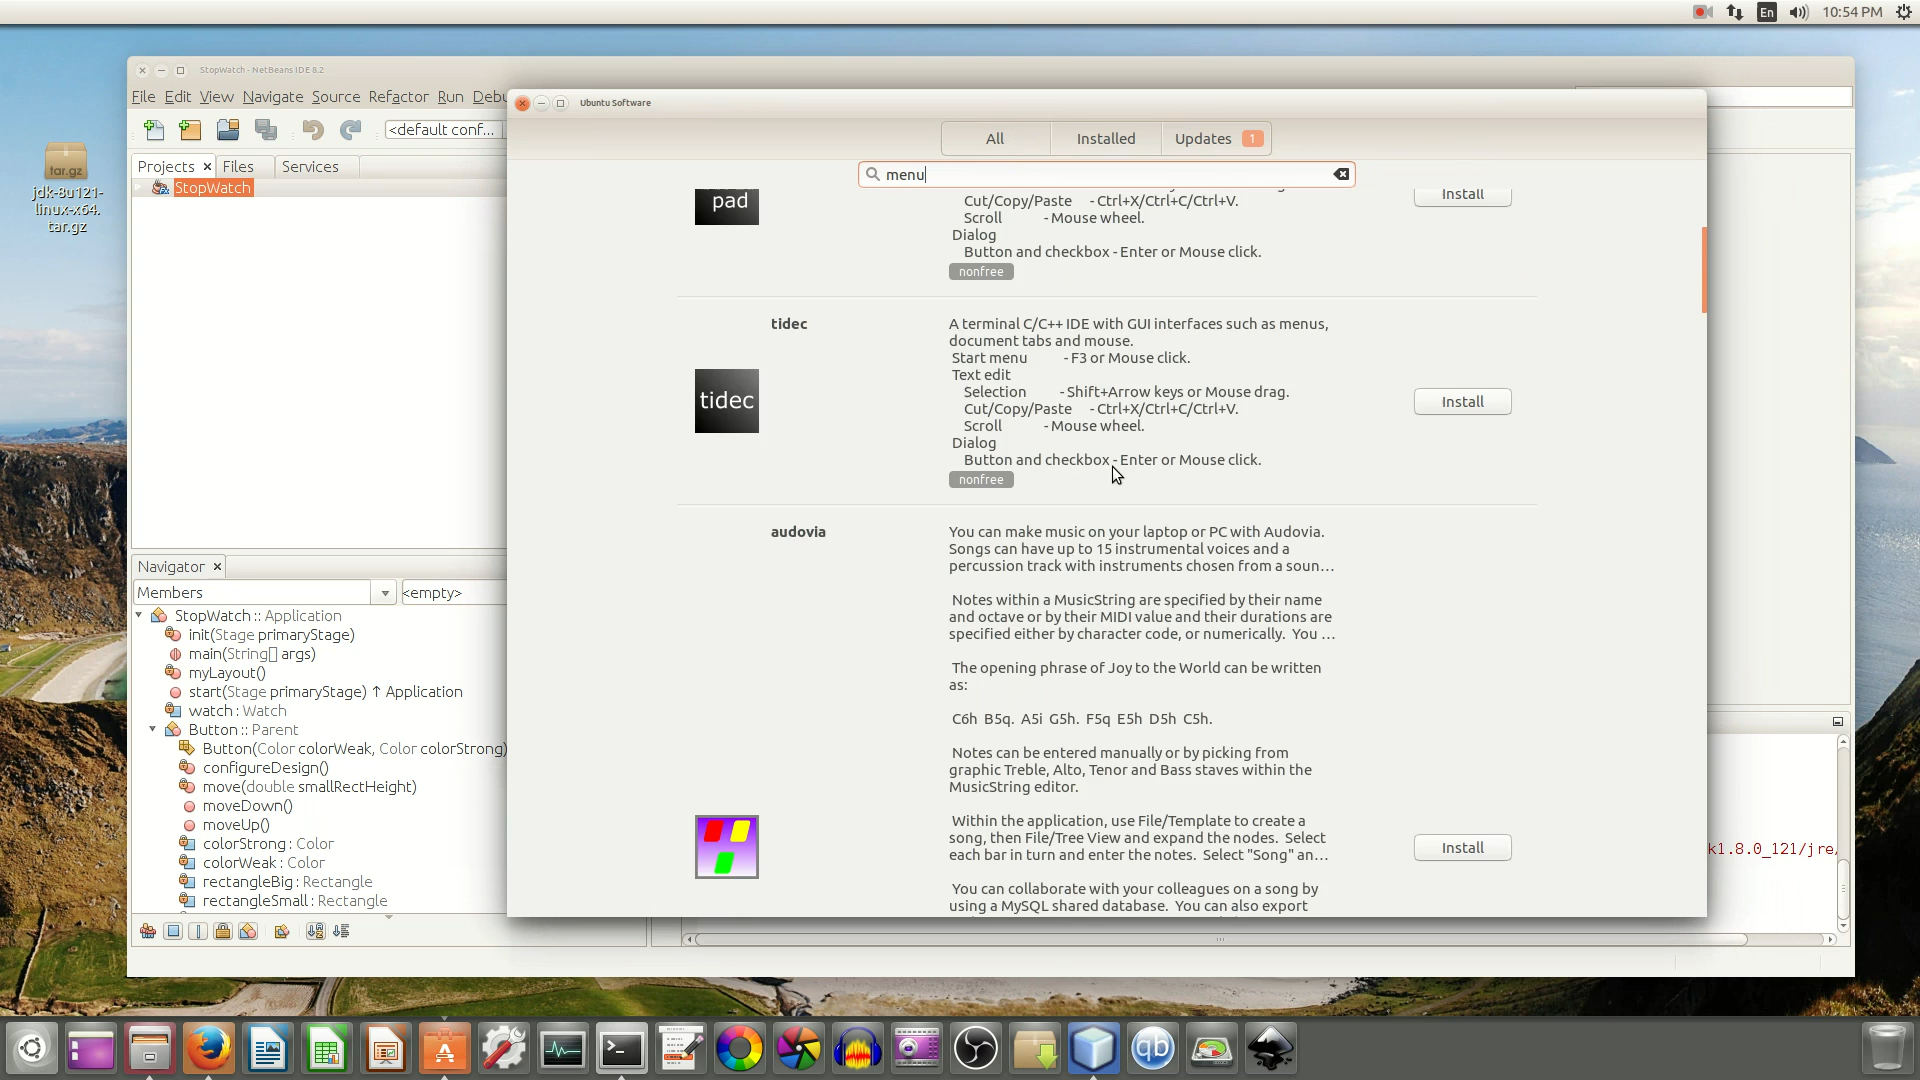 En
10:54 PM
StopWatch - NetBeans IDE 8.2
File Edit View Navigate Source Refactor Run Debu
Ubuntu Software
<default conf...
All
Installed
Updates 1
Projects
Files
Services
menu
StopWatch
tar.gz
jdk-8u121-
linux-x64.
tar.gz
pad
Cut/Copy/Paste - Ctrl+X/Ctrl+C/Ctrl+V.
Scroll - Mouse wheel.
Dialog
Button and checkbox - Enter or Mouse click.
nonfree
Install
tidec
tidec
A terminal C/C++ IDE with GUI interfaces such as menus,
document tabs and mouse.
Start menu - F3 or Mouse click.
Text edit
Selection - Shift+Arrow keys or Mouse drag.
Cut/Copy/Paste - Ctrl+X/Ctrl+C/Ctrl+V.
Scroll - Mouse wheel.
Dialog
Button and checkbox - Enter or Mouse click.
nonfree
Install
audovia
You can make music on your laptop or PC with Audovia.
Songs can have up to 15 instrumental voices and a
percussion track with instruments chosen from a soun...
Notes within a MusicString are specified by their name
and octave or by their MIDI value and their durations are
specified either by character code, or numerically. You ...
The opening phrase of Joy to the World can be written
as:
C6h B5q. A5i G5h. F5q E5h D5h C5h.
Notes can be entered manually or by picking from
graphic Treble, Alto, Tenor and Bass staves within the
MusicString editor.
Within the application, use File/Template to create a
song, then File/Tree View and expand the nodes. Select
each bar in turn and enter the notes. Select "Song" an...
You can collaborate with your colleagues on a song by
using a MySQL shared database. You can also export
Install
Navigator
Members
<empty>
StopWatch :: Application
init(Stage primaryStage)
main(String[] args)
myLayout()
start(Stage primaryStage) ↑ Application
watch : Watch
Button :: Parent
Button(Color colorWeak, Color colorStrong)
configureDesign()
move(double smallRectHeight)
moveDown()
moveUp()
colorStrong : Color
colorWeak : Color
rectangleBig : Rectangle
rectangleSmall : Rectangle
k1.8.0_121/jre/
qb